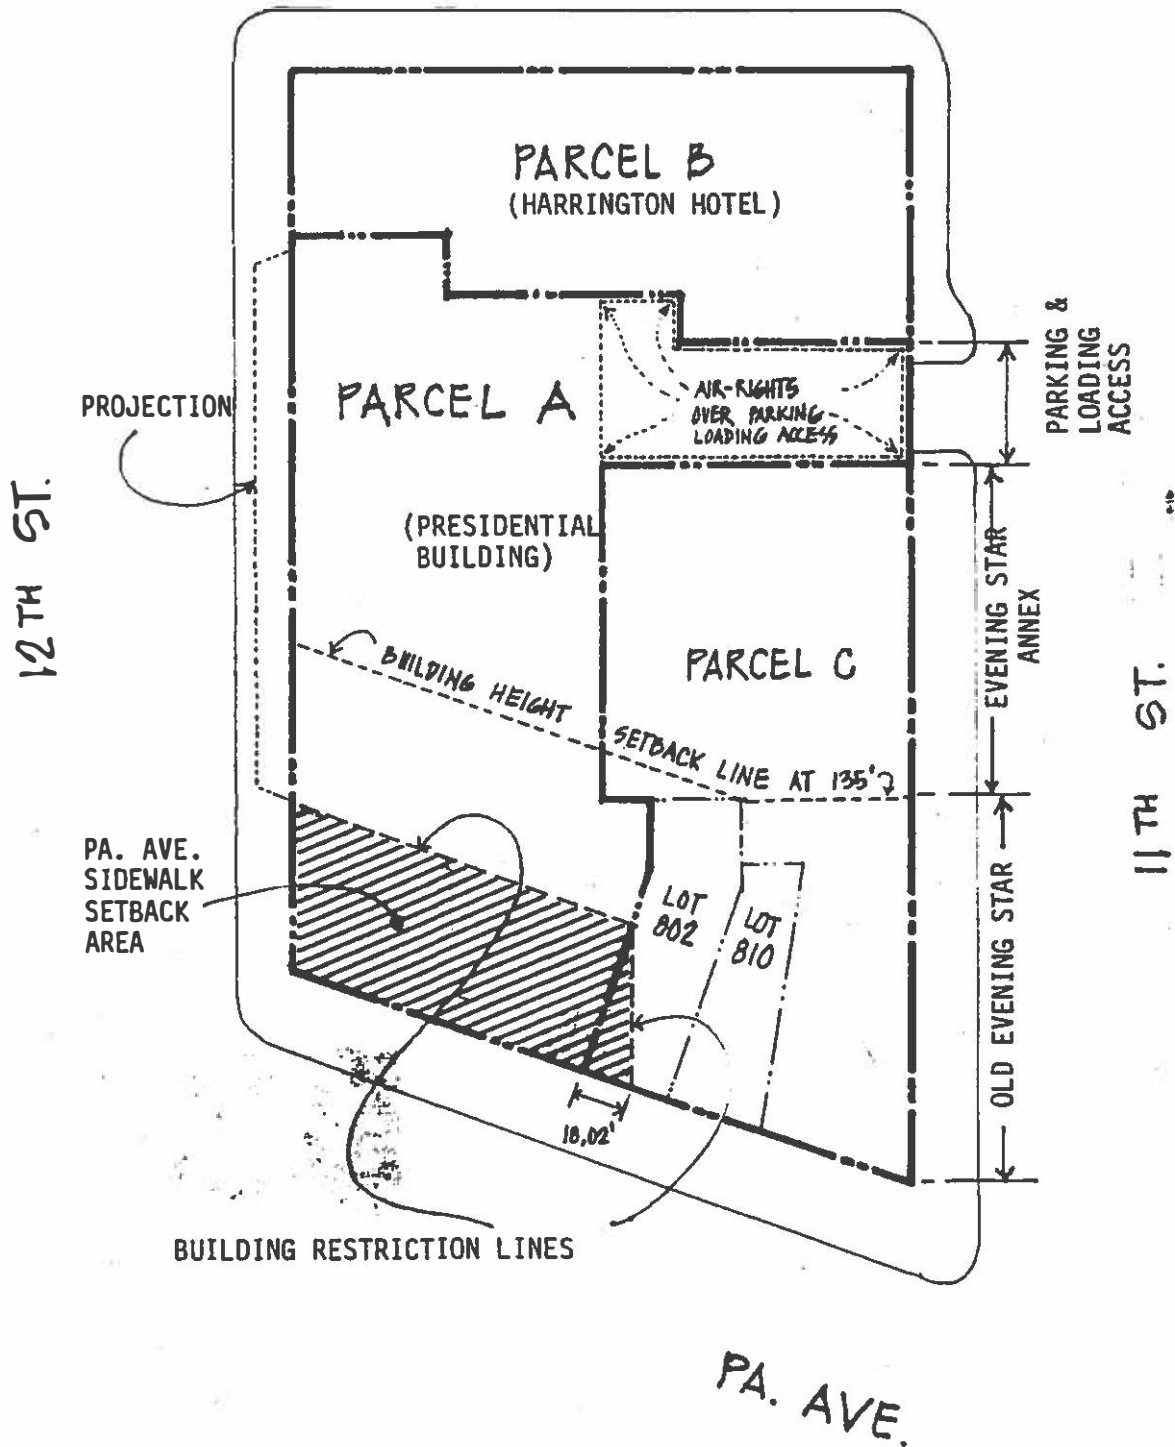 PARCEL B
(HARRINGTON HOTEL)
PARKING &
LOADING
ACCESS
PROJECTION
PARCEL A
AIR-RIGHTS
OVER PARKING
LOADING ACCESS
12TH ST.
(PRESIDENTIAL
BUILDING)
EVENING STAR
ANNEX
BUILDING HEIGHT SETBACK LINE AT 135'
PARCEL C
11TH ST.
PA. AVE.
SIDEWALK
SETBACK
AREA
LOT
802
LOT
810
OLD EVENING STAR
18.02'
BUILDING RESTRICTION LINES
PA. AVE.